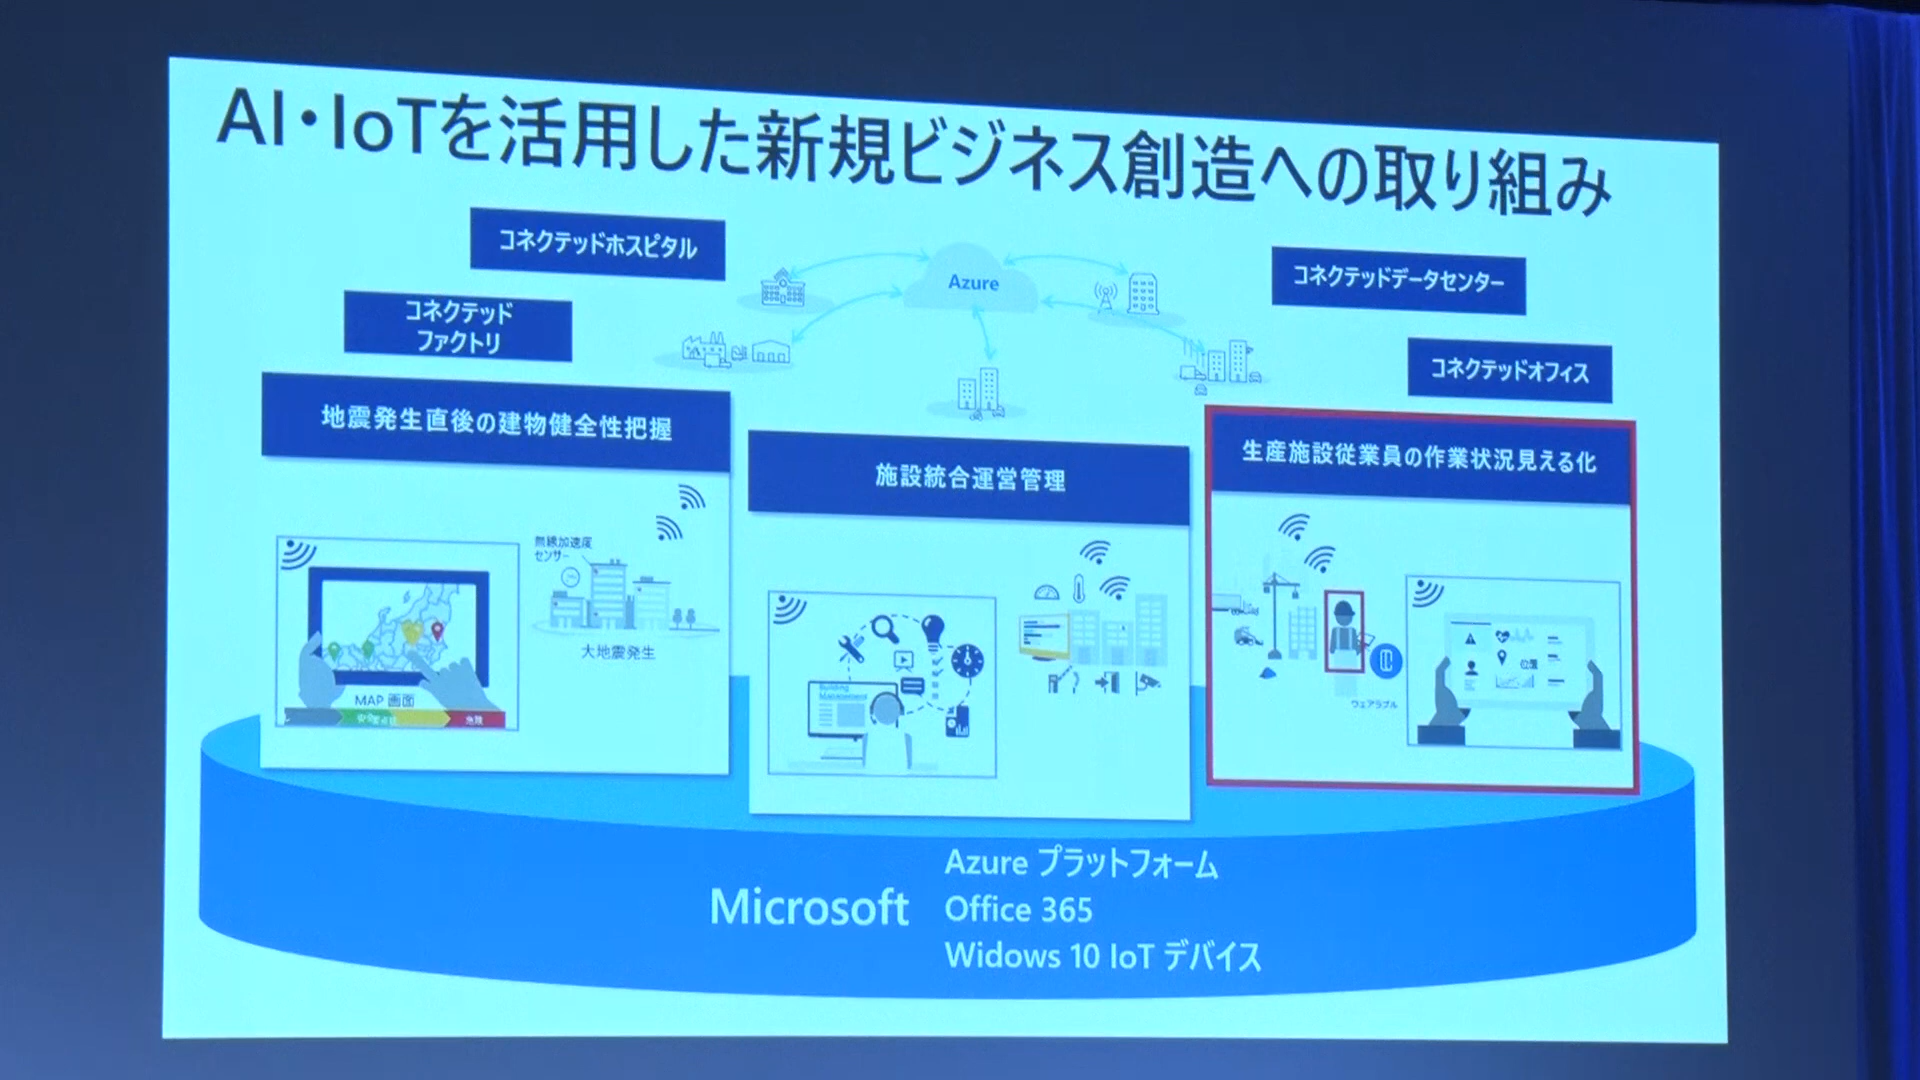 AI・IoTを活用した新規ビジネス創造への取り組み
コネクテッドホスピタル
Azure
コネクテッドデータセンター
コネクテッド
ファクトリ
コネクテッドオフィス
地震発生直後の建物健全性把握
無線加速度
センサー
大地震発生
MAP 画面
危険
施設統合運営管理
Building
Management
生産施設従業員の作業状況見える化
位置
ウェアラブル
Microsoft
Azure プラットフォーム
Office 365
Widows 10 IoT デバイス